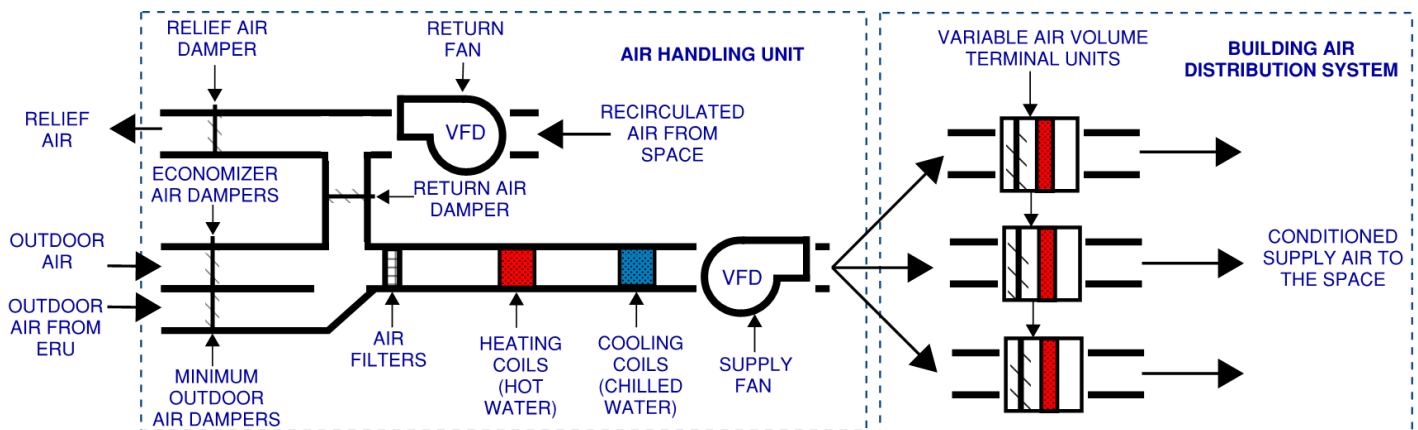 RELIEF AIR
DAMPER
RETURN
FAN
AIR HANDLING UNIT
RELIEF
AIR
VFD
RECIRCULATED
AIR FROM
SPACE
ECONOMIZER
AIR DAMPERS
RETURN AIR
DAMPER
OUTDOOR
AIR
OUTDOOR
AIR FROM
ERU
VFD
AIR
FILTERS
HEATING
COILS
(HOT
WATER)
COOLING
COILS
(CHILLED
WATER)
SUPPLY
FAN
MINIMUM
OUTDOOR
AIR DAMPERS
VARIABLE AIR VOLUME
TERMINAL UNITS
BUILDING AIR
DISTRIBUTION SYSTEM
CONDITIONED
SUPPLY AIR TO
THE SPACE